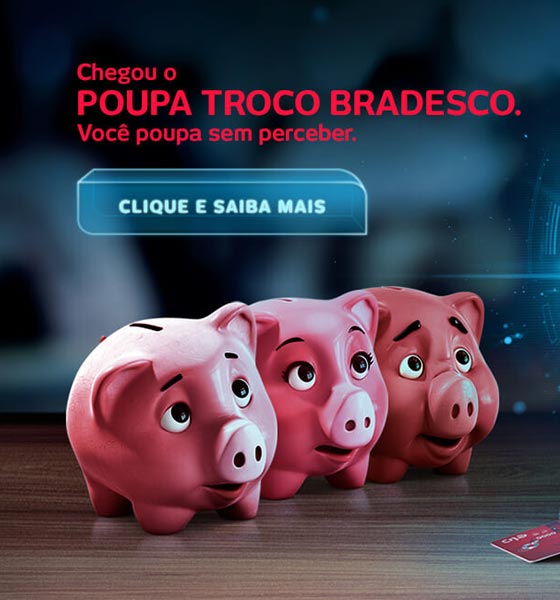 Chegou o
POUPA TROCO BRADESCO.
Você poupa sem perceber.
CLIQUE E SAIBA MAIS